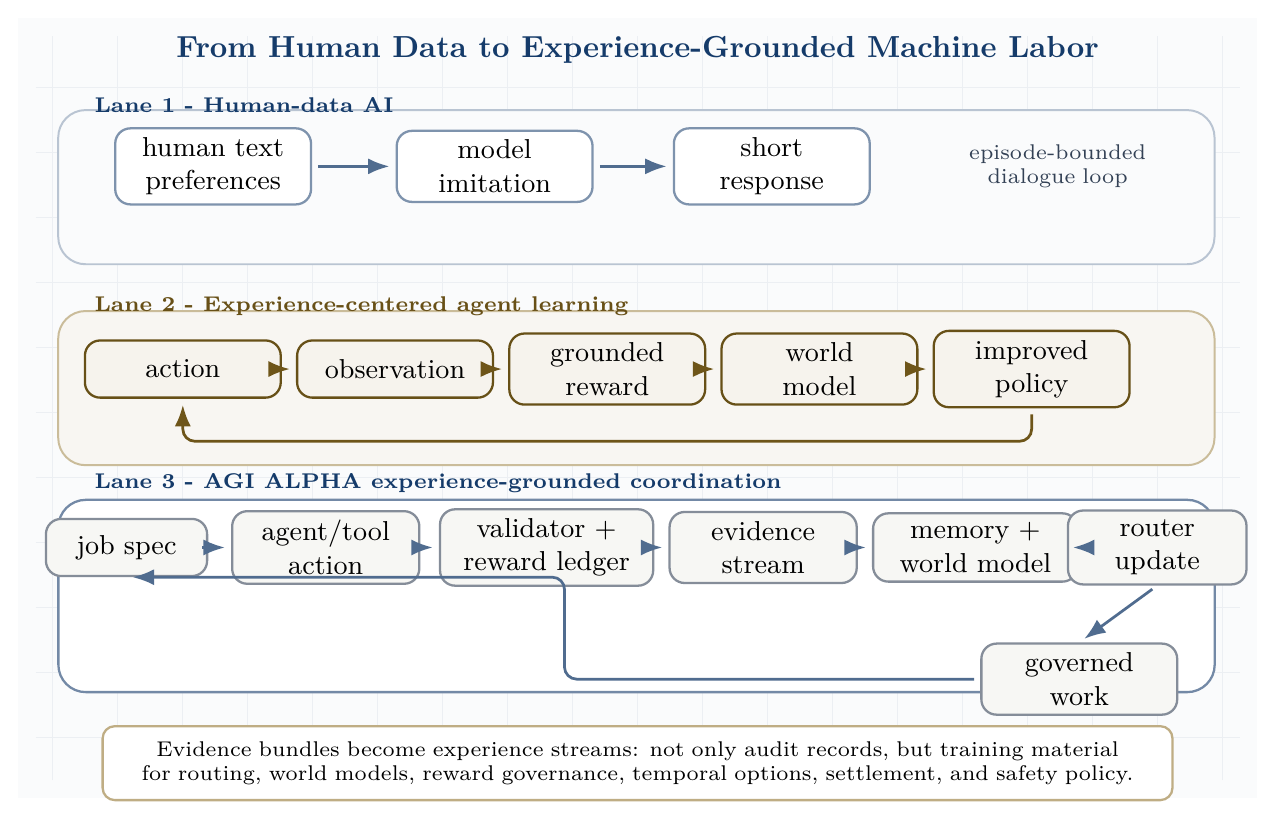 From Human Data to Experience-Grounded Machine Labor
Lane 1 - Human-data AI
human text
preferences
model
imitation
short
response
episode-bounded
dialogue loop
Lane 2 - Experience-centered agent learning
action
observation
grounded
reward
world
model
improved
policy
Lane 3 - AGI ALPHA experience-grounded coordination
job spec
agent/tool
action
validator +
reward ledger
evidence
stream
memory +
world model
router
update
governed
work
Evidence bundles become experience streams: not only audit records, but training material
for routing, world models, reward governance, temporal options, settlement, and safety policy.